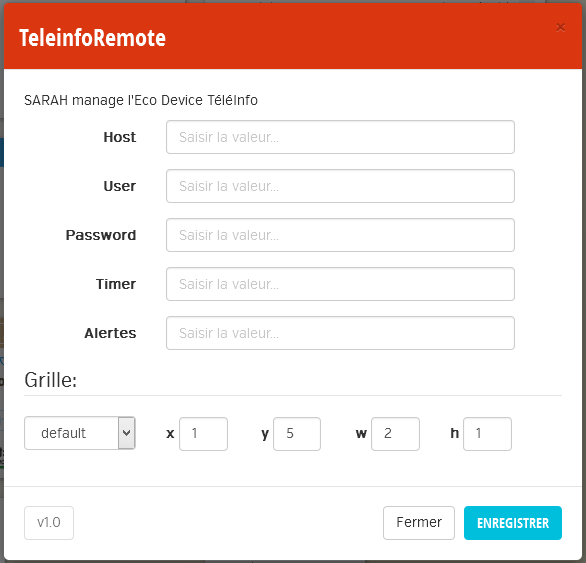 TeleinfoRemote ×
SARAH manage l'Eco Device TéléInfo
Host Saisir la valeur...
User Saisir la valeur...
Password Saisir la valeur...
Timer Saisir la valeur...
Alertes Saisir la valeur...
Grille:
default x 1 y 5 w 2 h 1
v1.0 Fermer ENREGISTRER